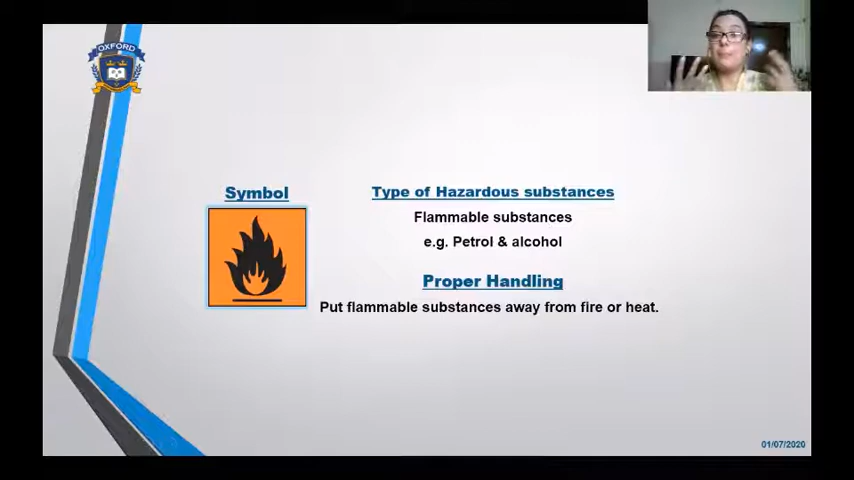 OXFORD
Symbol
Type of Hazardous substances
Flammable substances
e.g. Petrol & alcohol
Proper Handling
Put flammable substances away from fire or heat.
01/07/2020